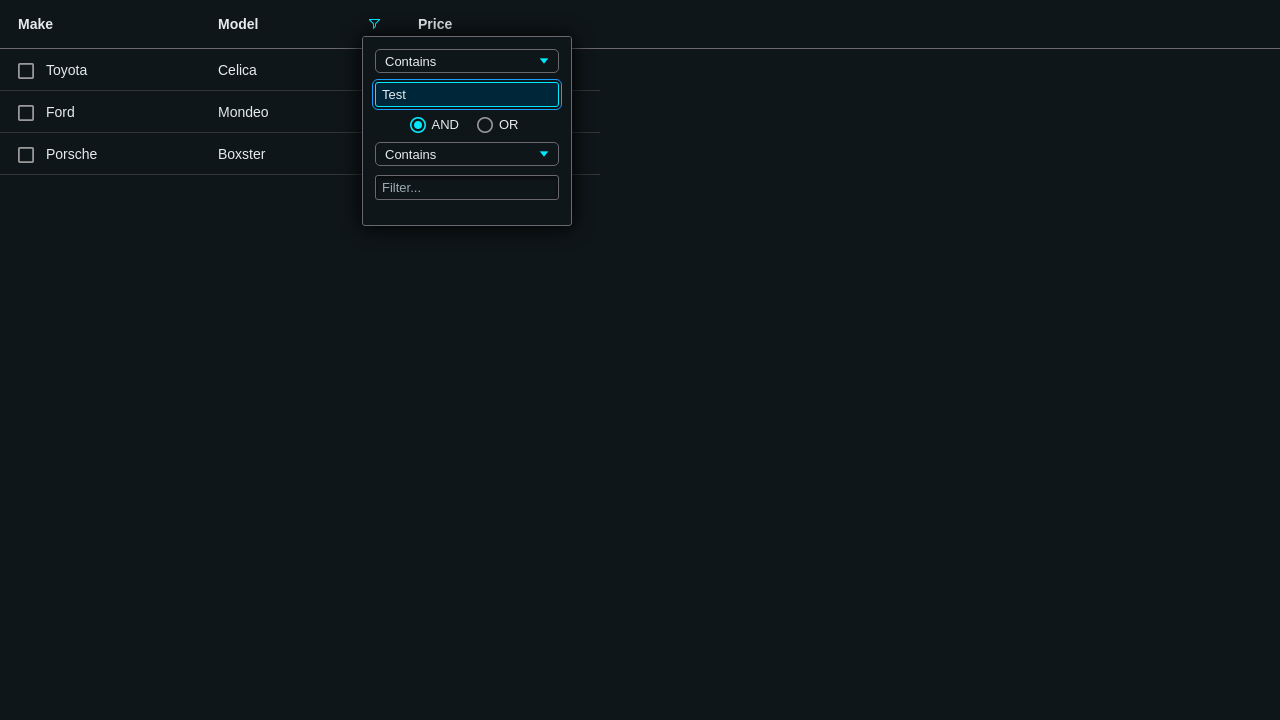 Make Model Price
Toyota Celica
Ford Mondeo
Porsche Boxster
Contains
Test
AND OR
Contains
Filter...